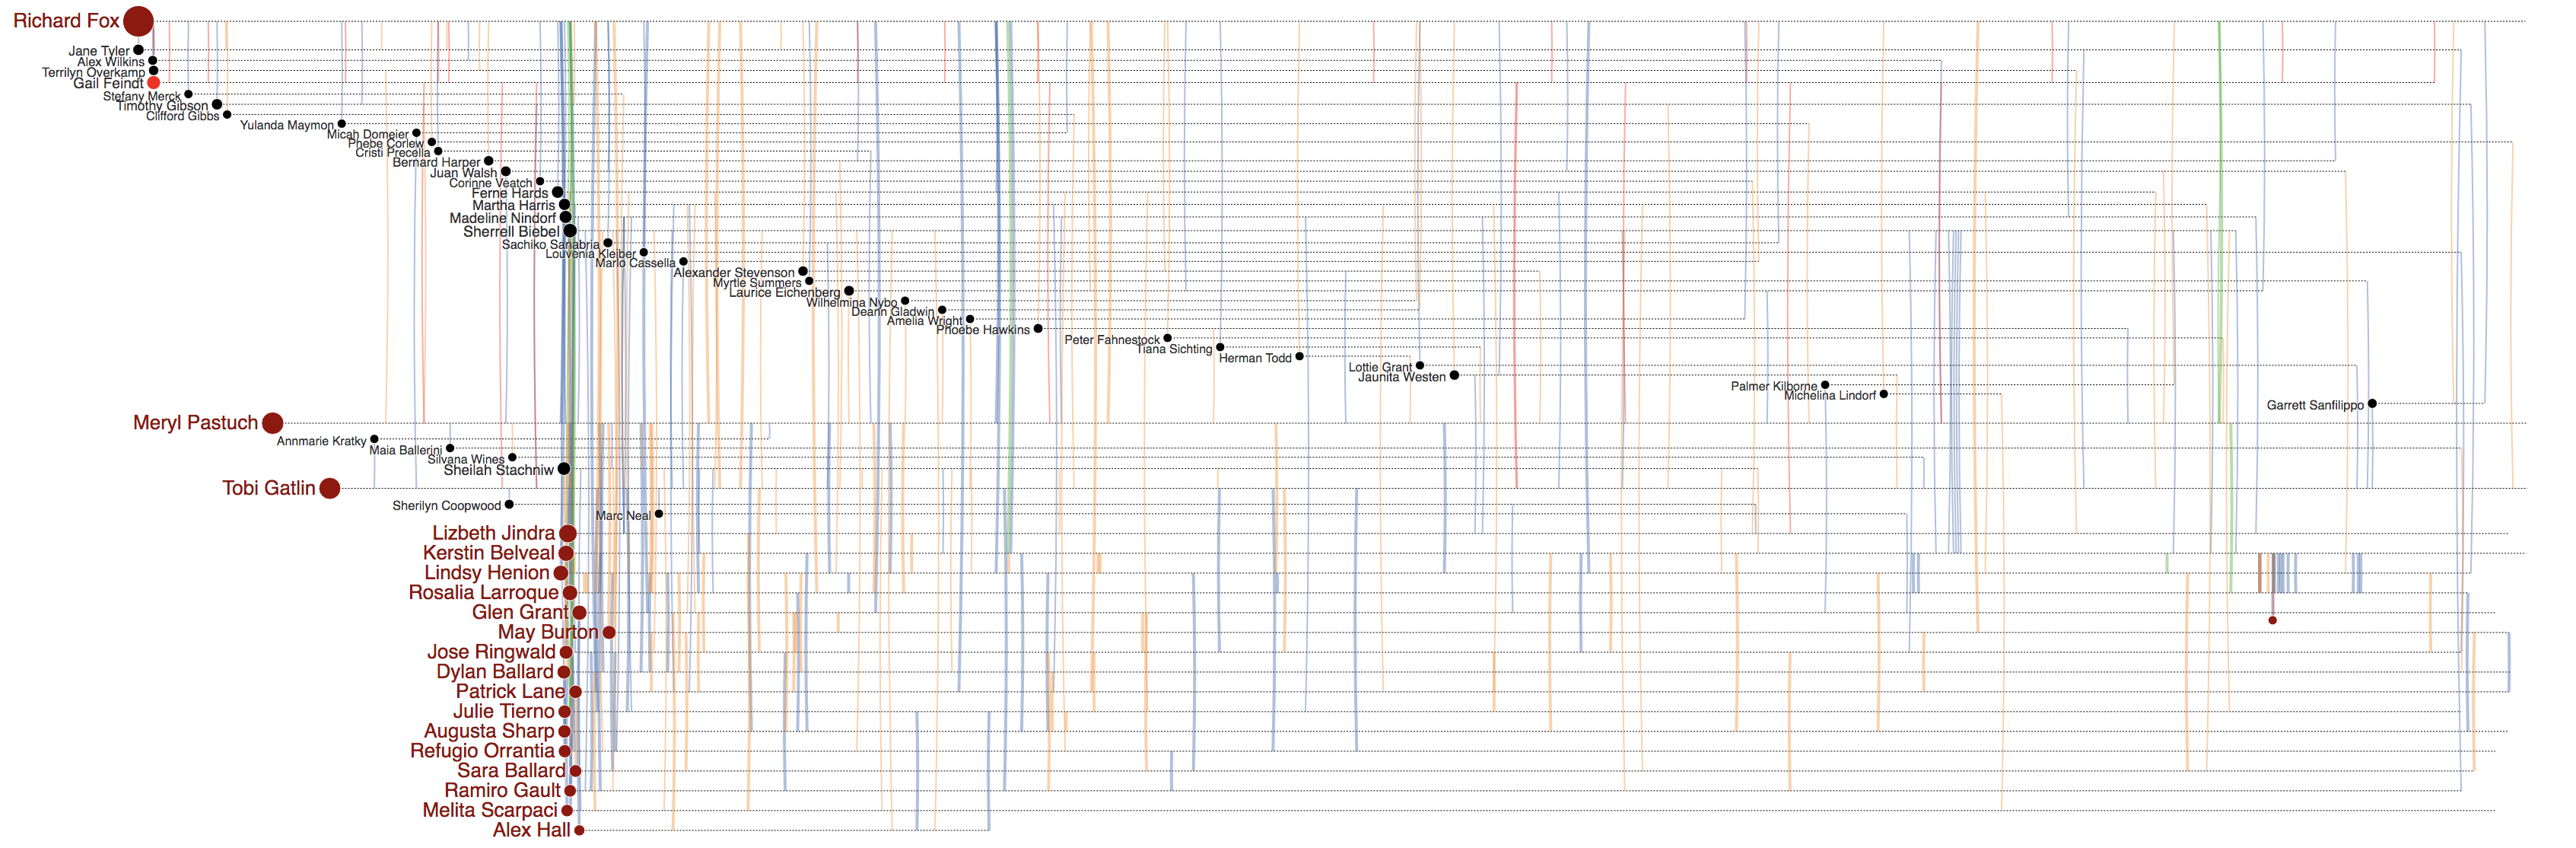 Richard Fox
Jane Tyler
Alex Wilkins
Terrilyn Overkamp
Gail Feindt
Stefany Merck
Timothy Gibson
Clifford Gibbs
Yulanda Maymon
Micah Domeier
Phebe Corlew
Cristi Precella
Bernard Harper
Juan Walsh
Corinne Veatch
Ferne Hards
Martha Harris
Madeline Nindorf
Sherrell Biebel
Sachiko Sanabria
Louvenia Kleiber
Mario Cassella
Alexander Stevenson
Myrtle Summers
Laurice Eichenberg
Wilhelmina Nybo
Deann Gladwin
Amelia Wright
Phoebe Hawkins
Peter Fahnestock
Tiana Sichting
Herman Todd
Lottie Grant
Jaunita Westen
Palmer Kilborne
Michelina Lindorf
Garrett Sanfilippo
Meryl Pastuch
Annmarie Kratky
Maia Ballerini
Silvana Wines
Sheilah Stachniw
Tobi Gatlin
Sherilyn Coopwood
Marc Neal
Lizbeth Jindra
Kerstin Belveal
Lindsy Henion
Rosalia Larroque
Glen Grant
May Burton
Jose Ringwald
Dylan Ballard
Patrick Lane
Julie Tierno
Augusta Sharp
Refugio Orrantia
Sara Ballard
Ramiro Gault
Melita Scarpaci
Alex Hall